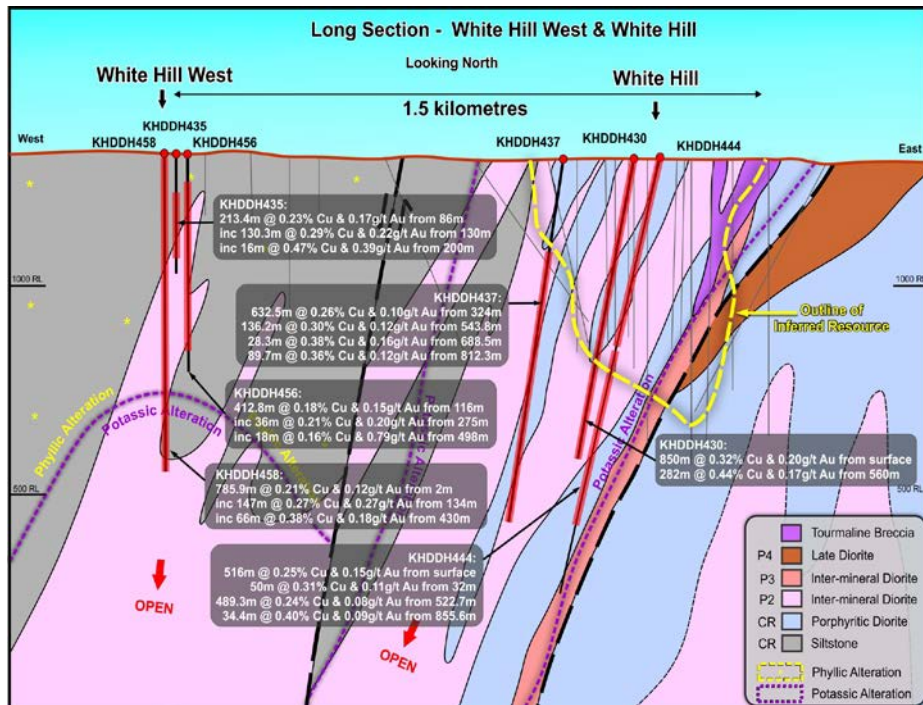 Long Section - White Hill West & White Hill
Looking North
White Hill West
White Hill
1.5 kilometres
West
East
KHDDH458
KHDDH435
KHDDH456
KHDDH437
KHDDH430
KHDDH444
KHDDH435:
213.4m @ 0.23% Cu & 0.17g/t Au from 86m
inc 130.3m @ 0.29% Cu & 0.22g/t Au from 130m
inc 16m @ 0.47% Cu & 0.39g/t Au from 200m
1000 RL
KHDDH437:
632.5m @ 0.26% Cu & 0.10g/t Au from 324m
136.2m @ 0.30% Cu & 0.12g/t Au from 543.8m
28.3m @ 0.38% Cu & 0.16g/t Au from 688.5m
89.7m @ 0.36% Cu & 0.12g/t Au from 812.3m
Outline of
Inferred Resource
KHDDH456:
412.8m @ 0.18% Cu & 0.15g/t Au from 116m
inc 36m @ 0.21% Cu & 0.20g/t Au from 275m
inc 18m @ 0.16% Cu & 0.79g/t Au from 498m
Phyllic Alteration
Potassic Alteration
Potassic Alteration
KHDDH430:
850m @ 0.32% Cu & 0.20g/t Au from surface
282m @ 0.44% Cu & 0.17g/t Au from 560m
500 RL
KHDDH458:
785.9m @ 0.21% Cu & 0.12g/t Au from 2m
inc 147m @ 0.27% Cu & 0.27g/t Au from 134m
inc 66m @ 0.38% Cu & 0.18g/t Au from 430m
KHDDH444:
516m @ 0.25% Cu & 0.15g/t Au from surface
50m @ 0.31% Cu & 0.11g/t Au from 32m
489.3m @ 0.24% Cu & 0.08g/t Au from 522.7m
34.4m @ 0.40% Cu & 0.09g/t Au from 855.6m
OPEN
OPEN
Tourmaline Breccia
P4 Late Diorite
P3 Inter-mineral Diorite
P2 Inter-mineral Diorite
CR Porphyritic Diorite
CR Siltstone
Phyllic Alteration
Potassic Alteration